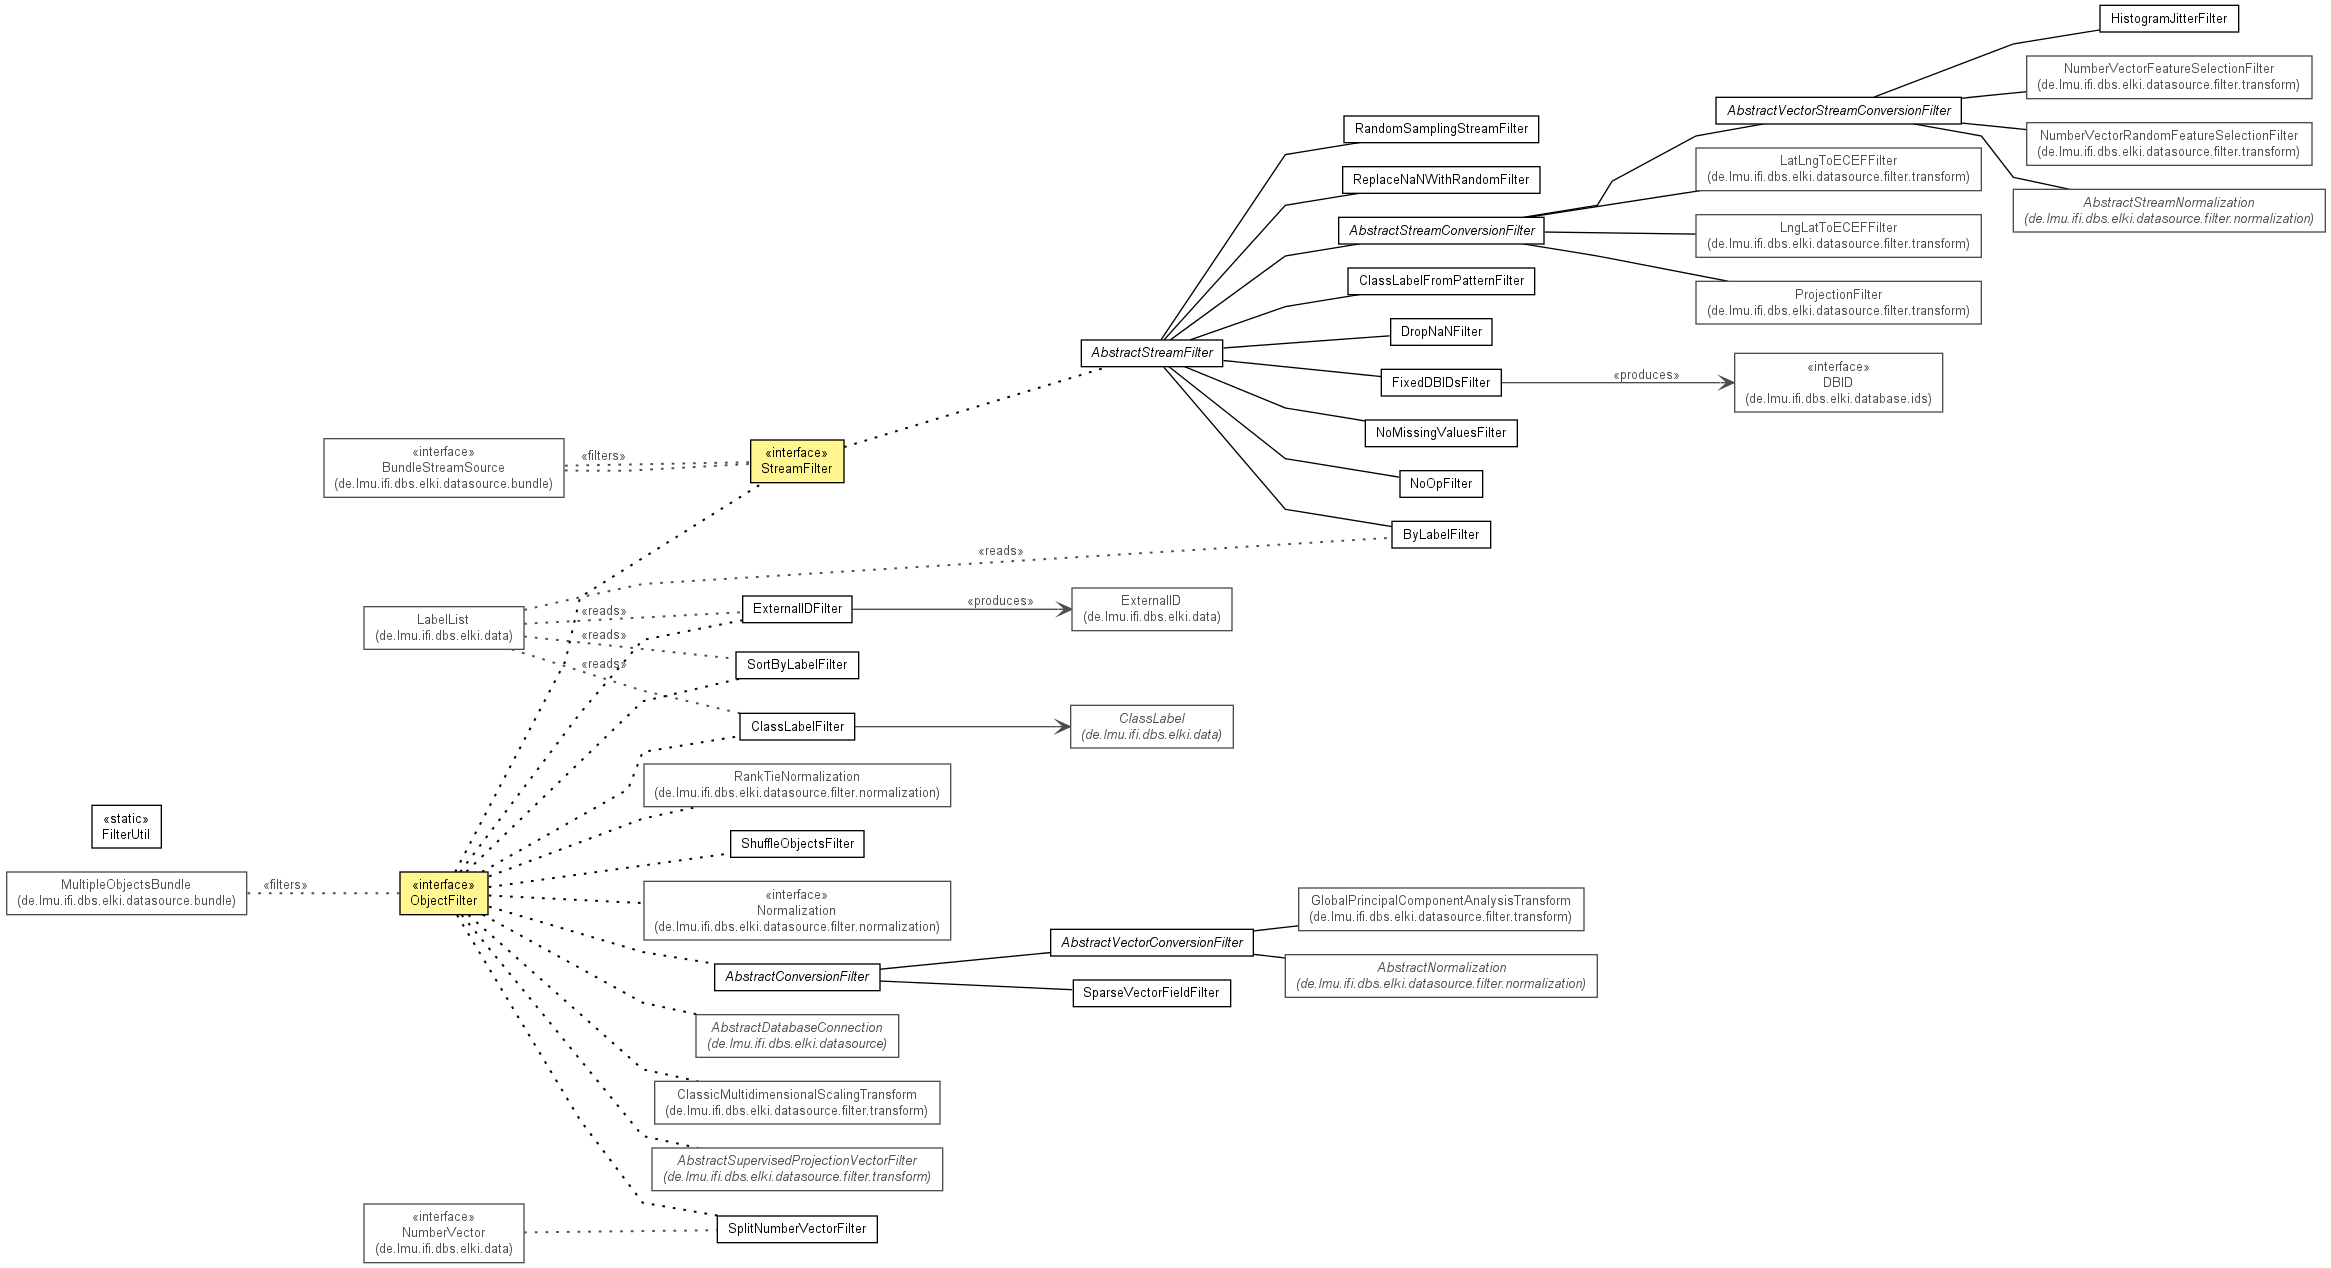 HistogramJitterFilter
NumberVectorFeatureSelectionFilter
(de.lmu.ifi.dbs.elki.datasource.filter.transform)
AbstractVectorStreamConversionFilter
NumberVectorRandomFeatureSelectionFilter
(de.lmu.ifi.dbs.elki.datasource.filter.transform)
RandomSamplingStreamFilter
LatLngToECEFFilter
(de.lmu.ifi.dbs.elki.datasource.filter.transform)
ReplaceNaNWithRandomFilter
AbstractStreamNormalization
(de.lmu.ifi.dbs.elki.datasource.filter.normalization)
AbstractStreamConversionFilter
LngLatToECEFFilter
(de.lmu.ifi.dbs.elki.datasource.filter.transform)
ClassLabelFromPatternFilter
ProjectionFilter
(de.lmu.ifi.dbs.elki.datasource.filter.transform)
DropNaNFilter
AbstractStreamFilter
FixedDBIDsFilter
«produces»
«interface»
DBID
(de.lmu.ifi.dbs.elki.database.ids)
NoMissingValuesFilter
«interface»
BundleStreamSource
(de.lmu.ifi.dbs.elki.datasource.bundle)
«filters»
«interface»
StreamFilter
NoOpFilter
ByLabelFilter
«reads»
LabelList
(de.lmu.ifi.dbs.elki.data)
«reads»
«reads»
«reads»
ExternalIDFilter
«produces»
ExternalID
(de.lmu.ifi.dbs.elki.data)
SortByLabelFilter
ClassLabelFilter
ClassLabel
(de.lmu.ifi.dbs.elki.data)
RankTieNormalization
(de.lmu.ifi.dbs.elki.datasource.filter.normalization)
«static»
FilterUtil
ShuffleObjectsFilter
MultipleObjectsBundle
(de.lmu.ifi.dbs.elki.datasource.bundle)
«filters»
«interface»
ObjectFilter
«interface»
Normalization
(de.lmu.ifi.dbs.elki.datasource.filter.normalization)
GlobalPrincipalComponentAnalysisTransform
(de.lmu.ifi.dbs.elki.datasource.filter.transform)
AbstractVectorConversionFilter
AbstractConversionFilter
AbstractNormalization
(de.lmu.ifi.dbs.elki.datasource.filter.normalization)
SparseVectorFieldFilter
AbstractDatabaseConnection
(de.lmu.ifi.dbs.elki.datasource)
ClassicMultidimensionalScalingTransform
(de.lmu.ifi.dbs.elki.datasource.filter.transform)
AbstractSupervisedProjectionVectorFilter
(de.lmu.ifi.dbs.elki.datasource.filter.transform)
«interface»
NumberVector
(de.lmu.ifi.dbs.elki.data)
SplitNumberVectorFilter